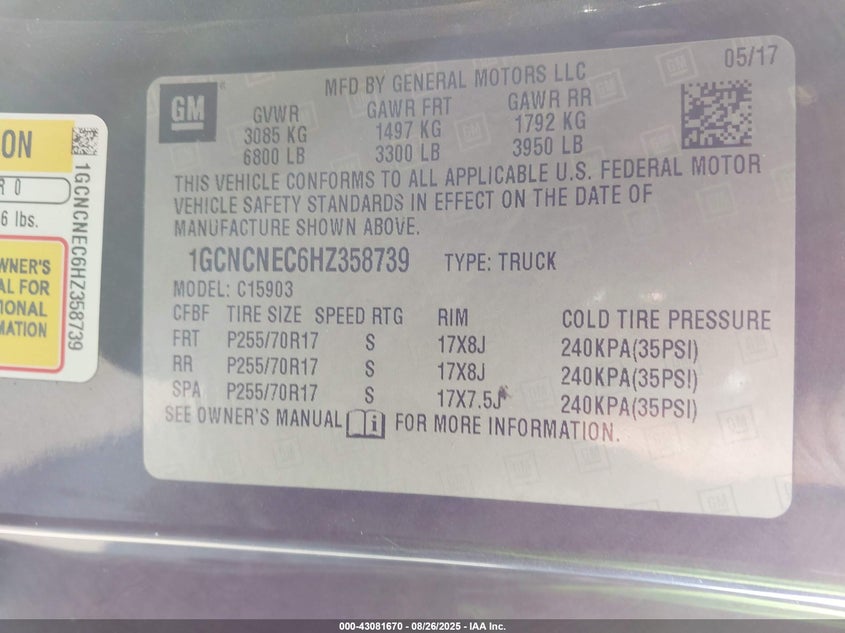 05/17
GM
MFD BY GENERAL MOTORS LLC
GVWR GAWR FRT GAWR RR
3085 KG 1497 KG 1792 KG
6800 LB 3300 LB 3950 LB
THIS VEHICLE CONFORMS TO ALL APPLICABLE U.S. FEDERAL MOTOR
VEHICLE SAFETY STANDARDS IN EFFECT ON THE DATE OF
MANUFACTURE SHOWN ABOVE.
1GCNCNEC6HZ358739 TYPE: TRUCK
MODEL: C15903
CFBF TIRE SIZE SPEED RTG RIM COLD TIRE PRESSURE
FRT P255/70R17 S 17X8J 240KPA(35PSI)
RR P255/70R17 S 17X8J 240KPA(35PSI)
SPA P255/70R17 S 17X7.5J 240KPA(35PSI)
SEE OWNER'S MANUAL FOR MORE INFORMATION.
ON
R 0
6 lbs.
WNER'S
AL FOR
IONAL
MATION
1GCNCNEC6HZ358739
000-43081670 - 08/26/2025 - IAA Inc.